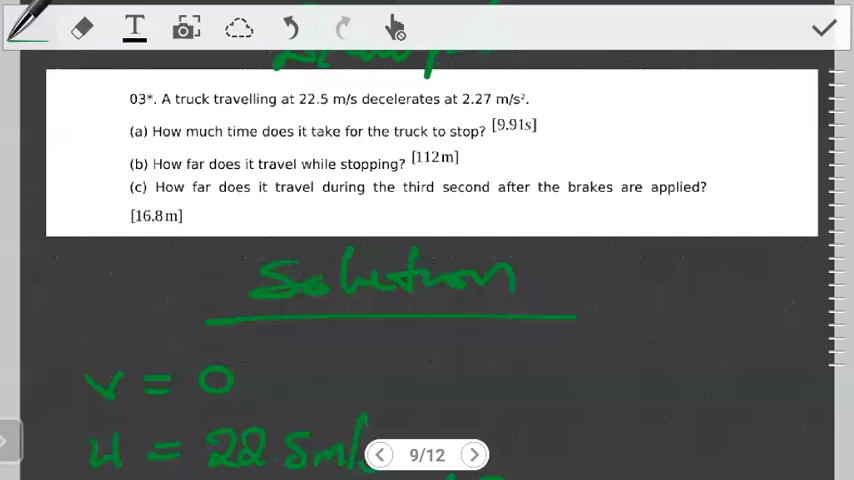 T
03*. A truck travelling at 22.5 m/s decelerates at 2.27 m/s².
(a) How much time does it take for the truck to stop? [9.91s]
(b) How far does it travel while stopping? [112m]
(c) How far does it travel during the third second after the brakes are applied?
[16.8m]
Solution
v = 0
u = 22.5m/s
9/12